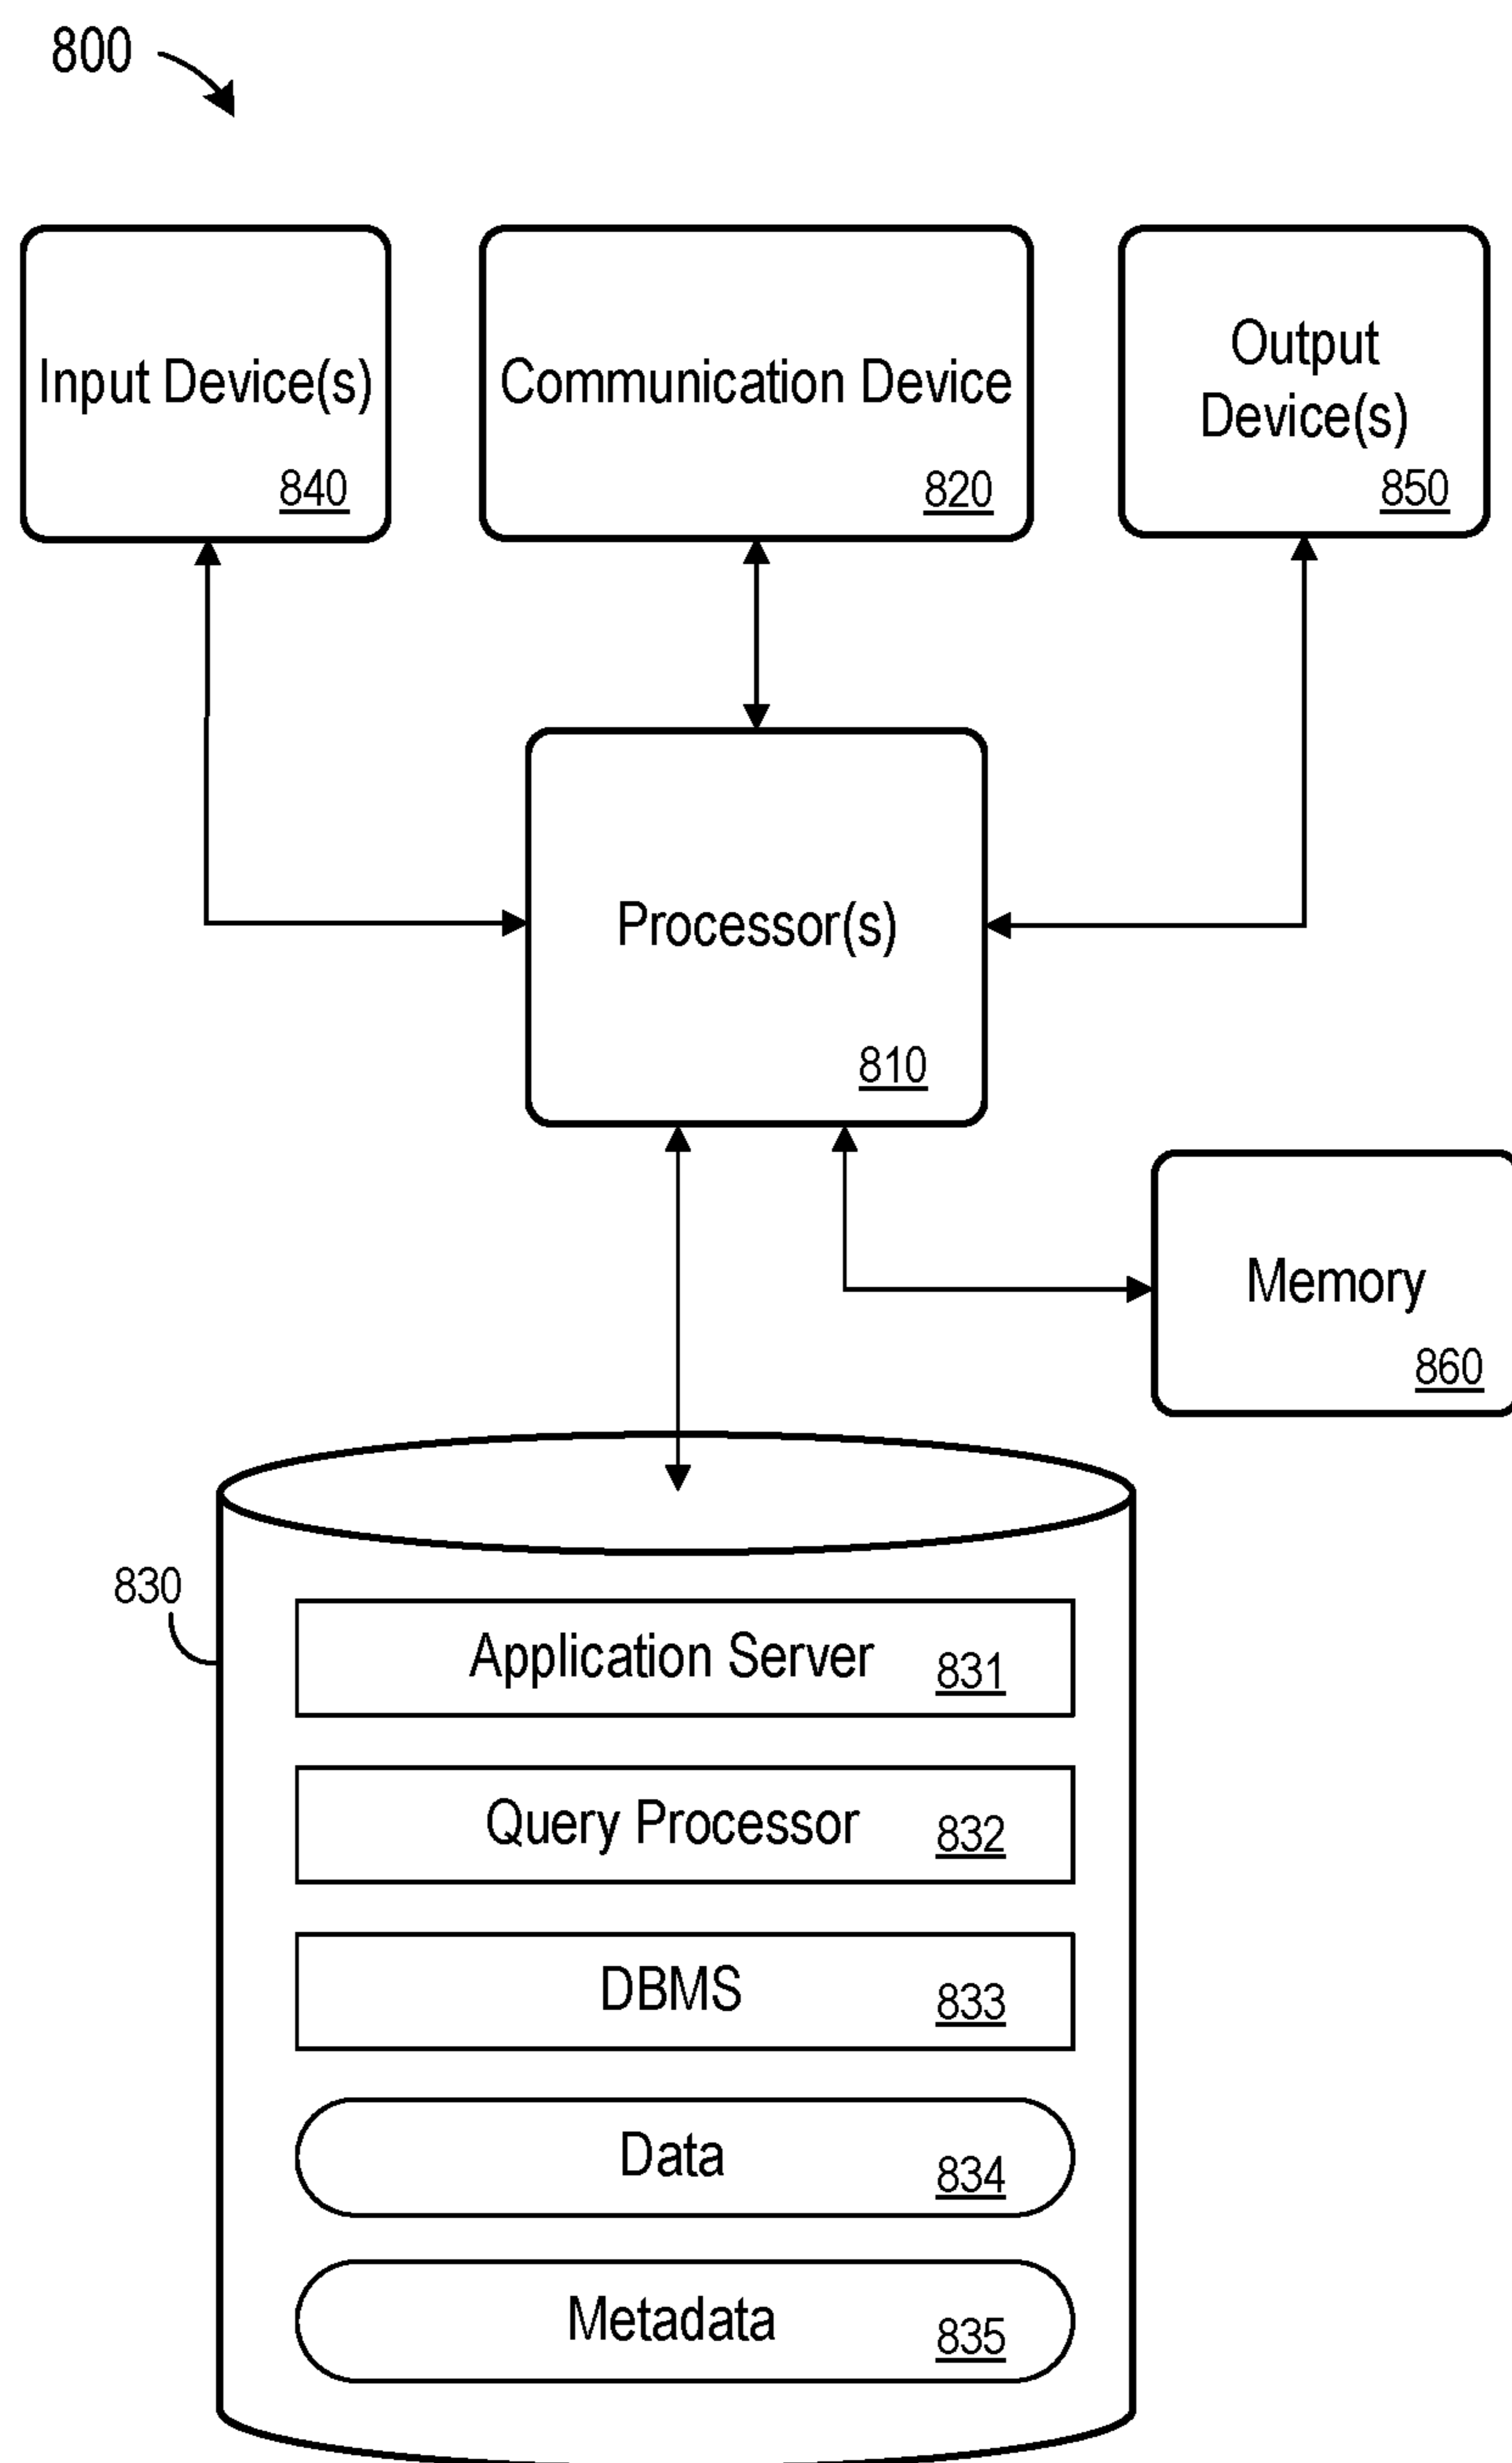 800
Input Device(s)
840
Communication Device
820
Output
Device(s)
850
Processor(s)
810
Memory
860
830
Application Server 831
Query Processor 832
DBMS 833
Data 834
Metadata 835